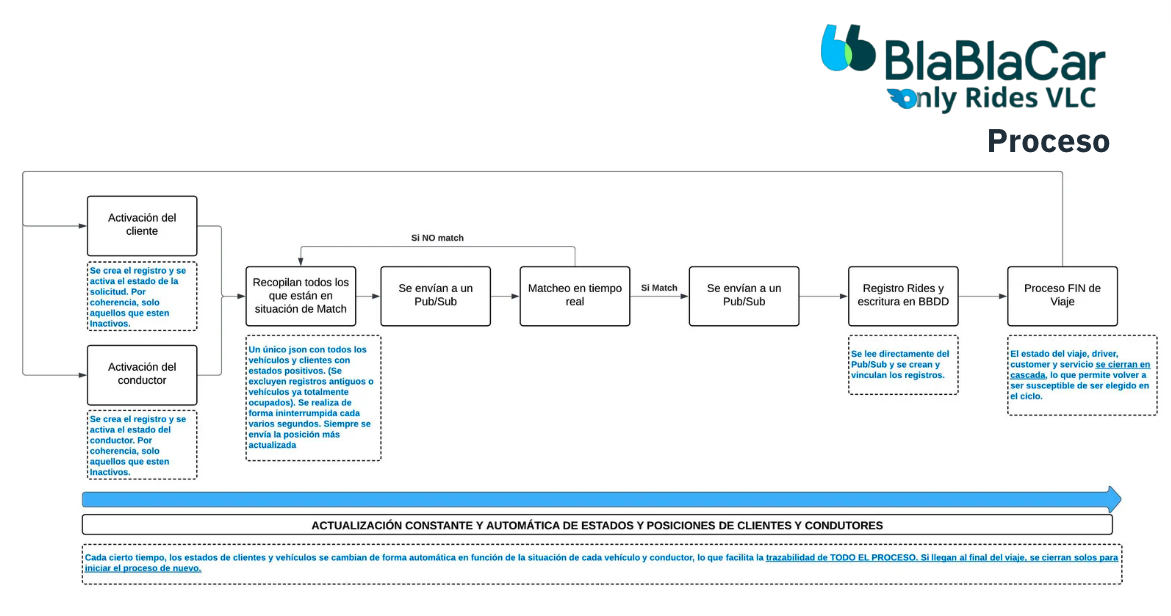 BlaBlaCar
Only Rides VLC
Proceso
Activación del
cliente
Se crea el registro y se
activa el estado de la
solicitud. Por
coherencia, solo
aquellos que esten
Inactivos.
Activación del
conductor
Se crea el registro y se
activa el estado del
conductor. Por
coherencia, solo
aquellos que esten
Inactivos.
Si NO match
Recopilan todos los
que están en
situación de Match
Un único json con todos los
vehículos y clientes con
estados positivos. (Se
excluyen registros antiguos o
vehículos ya totalmente
ocupados). Se realiza de
forma ininterrumpida cada
varios segundos. Siempre se
envía la posición más
actualizada
Se envían a un
Pub/Sub
Matcheo en tiempo
real
Si Match
Se envían a un
Pub/Sub
Registro Rides y
escritura en BBDD
Se lee directamente del
Pub/Sub y se crean y
vinculan los registros.
Proceso FIN de
Viaje
El estado del viaje, driver,
customer y servicio se cierran en
cascada, lo que permite volver a
ser susceptible de ser elegido en
el ciclo.
ACTUALIZACIÓN CONSTANTE Y AUTOMÁTICA DE ESTADOS Y POSICIONES DE CLIENTES Y CONDUTORES
Cada cierto tiempo, los estados de clientes y vehículos se cambian de forma automática en función de la situación de cada vehículo y conductor, lo que facilita la trazabilidad de TODO EL PROCESO. Si llegan al final del viaje, se cierran solos para
iniciar el proceso de nuevo.